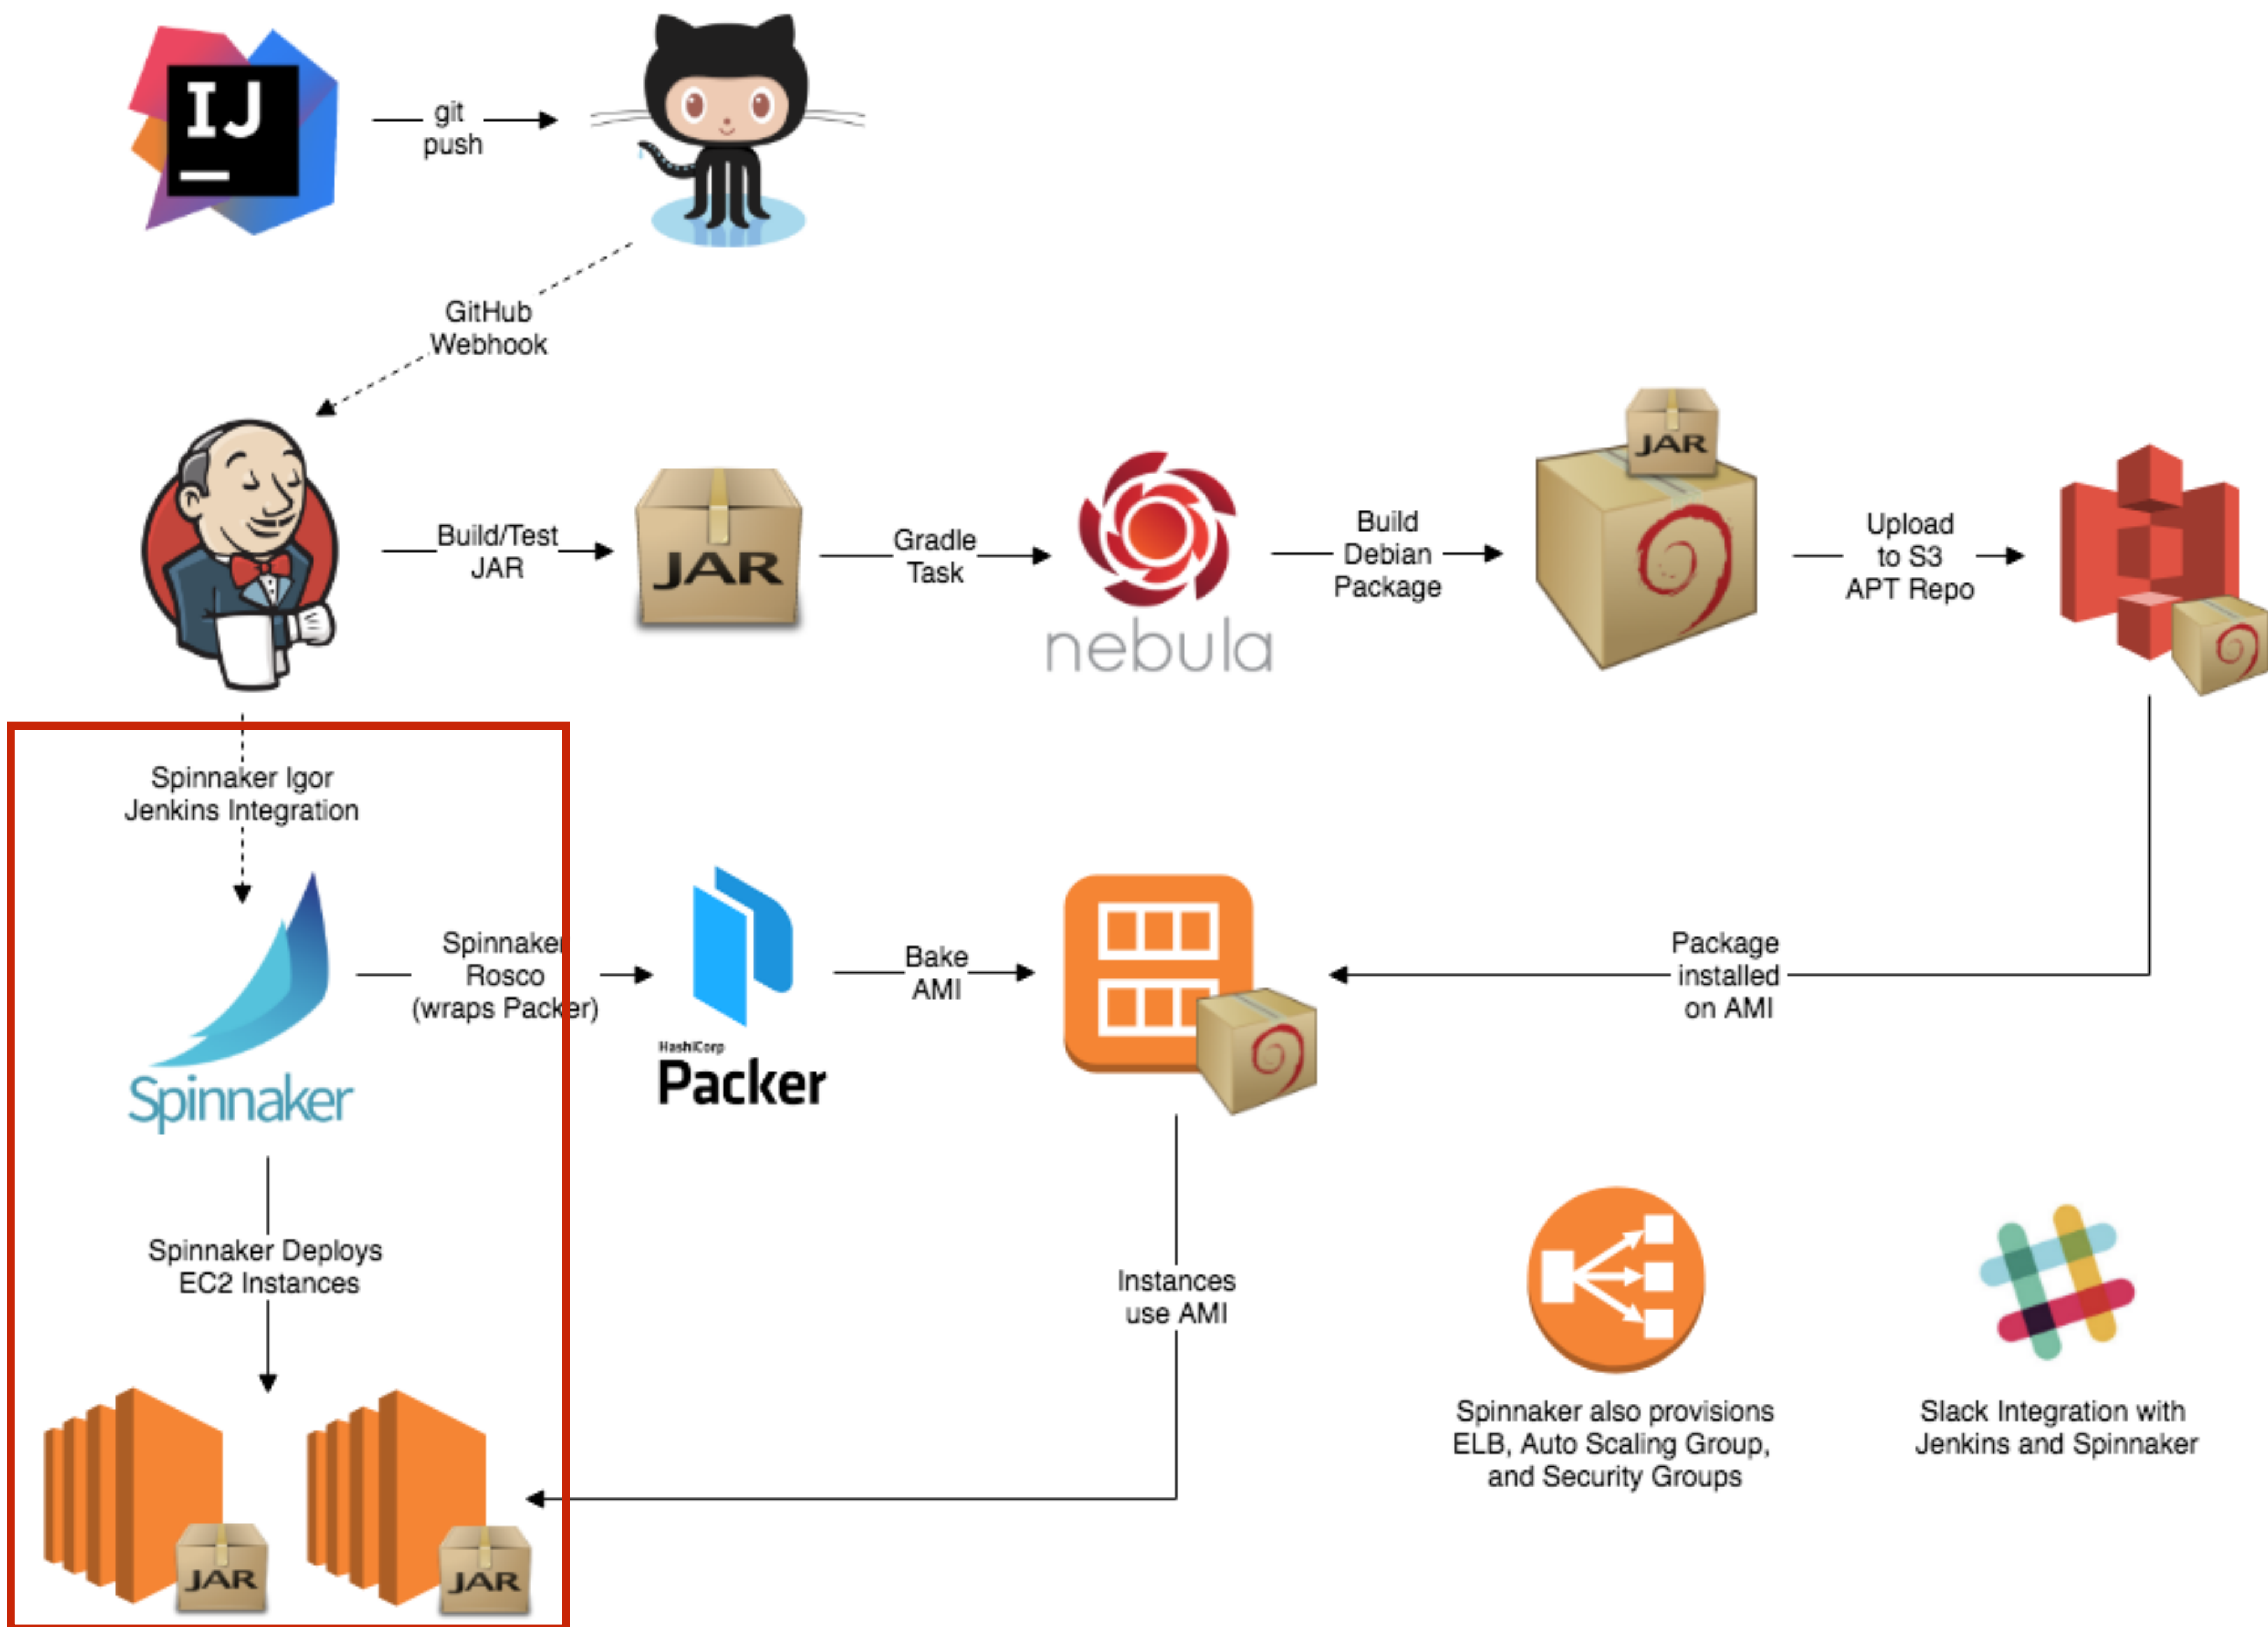 IJ
git
push
GitHub
Webhook
Build/Test
JAR
JAR
Gradle
Task
nebula
Build
Debian
Package
JAR
Upload
to S3
APT Repo
Spinnaker Igor
Jenkins Integration
Spinnaker
Spinnaker
Rosco
(wraps Packer)
HashiCorp
Packer
Bake
AMI
Package
installed
on AMI
Spinnaker Deploys
EC2 Instances
Instances
use AMI
JAR
JAR
Spinnaker also provisions
ELB, Auto Scaling Group,
and Security Groups
Slack Integration with
Jenkins and Spinnaker